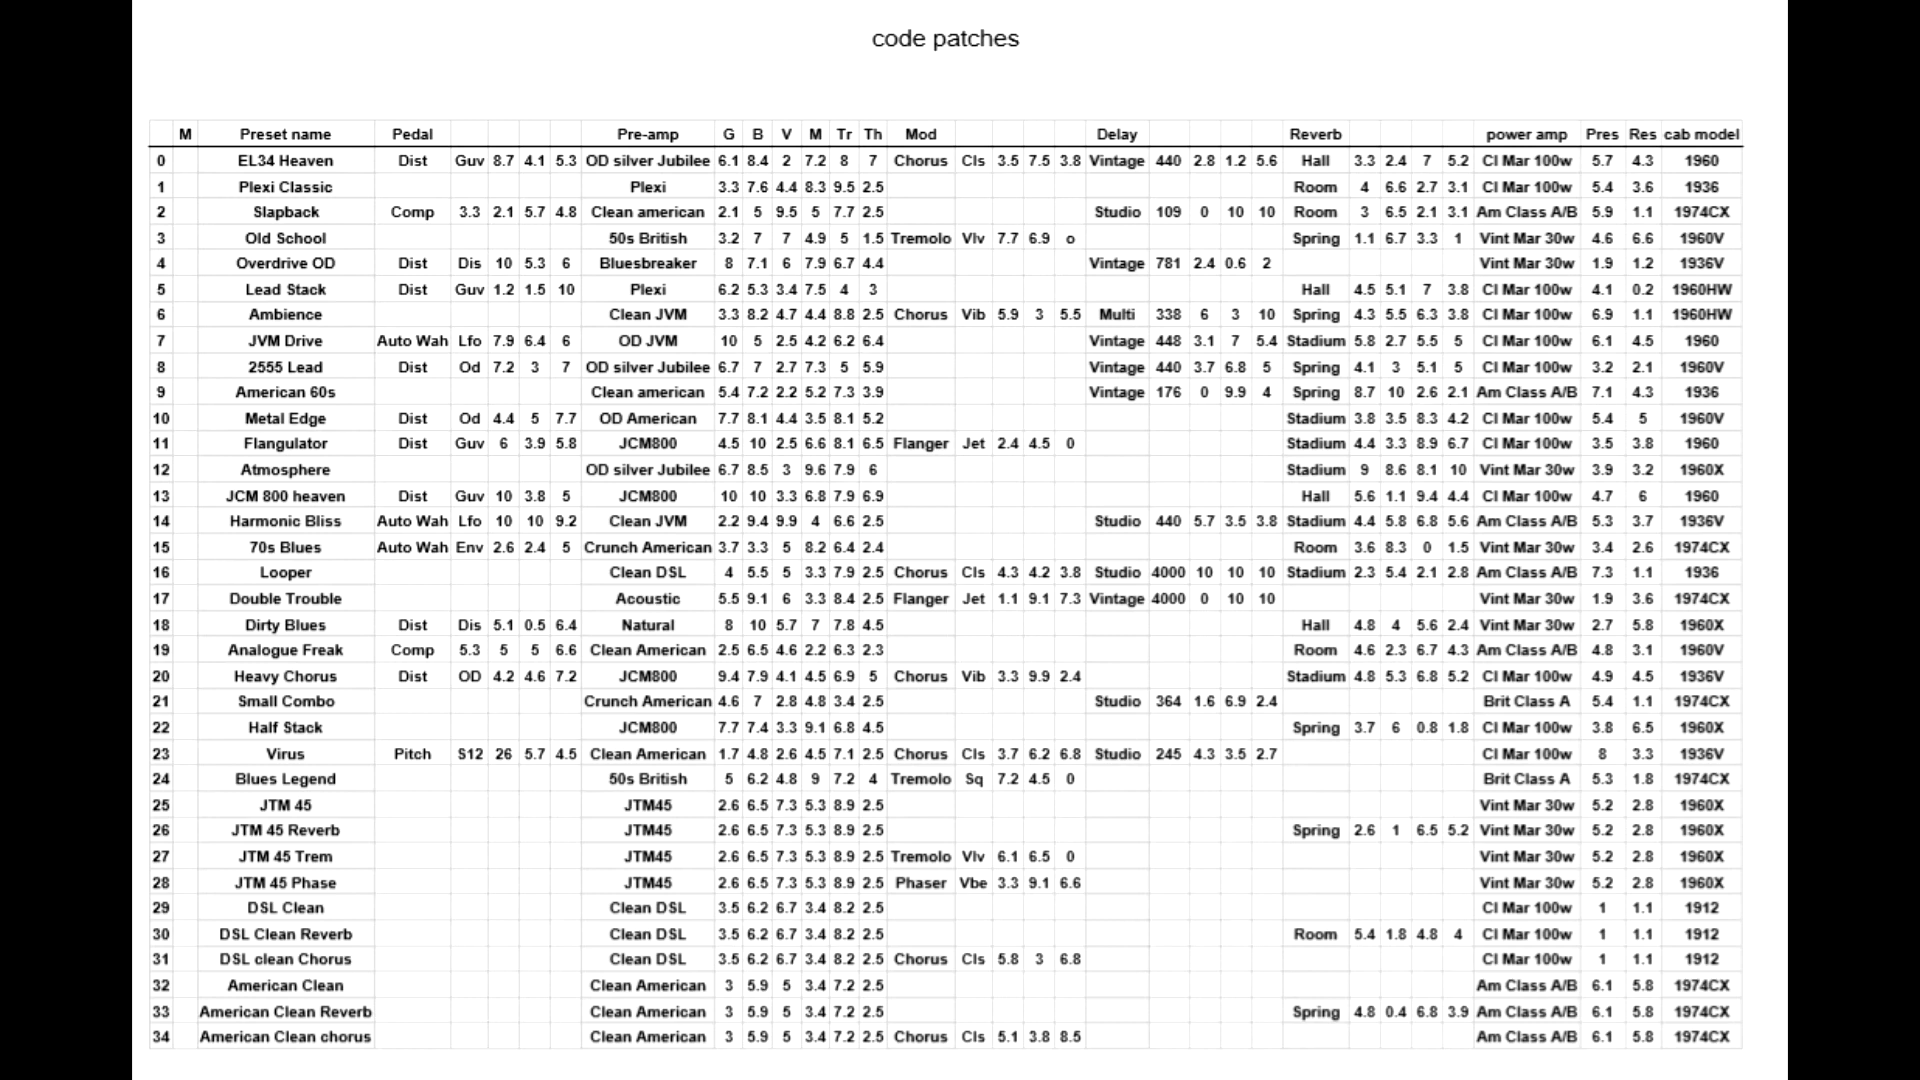 code patches
M Preset name Pedal Pre-amp G B V M Tr Th Mod Delay Reverb power amp Pres Res cab model
0 EL34 Heaven Dist Guv 8.7 4.1 5.3 OD silver Jubilee 6.1 8.4 2 7.2 8 7 Chorus Cls 3.5 7.5 3.8 Vintage 440 2.8 1.2 5.6 Hall 3.3 2.4 7 5.2 Cl Mar 100w 5.7 4.3 1960
1 Plexi Classic Plexi 3.3 7.6 4.4 8.3 9.5 2.5 Room 4 6.6 2.7 3.1 Cl Mar 100w 5.4 3.6 1936
2 Slapback Comp 3.3 2.1 5.7 4.8 Clean american 2.1 5 9.5 5 7.7 2.5 Studio 109 0 10 10 Room 3 6.5 2.1 3.1 Am Class A/B 5.9 1.1 1974CX
3 Old School 50s British 3.2 7 7 4.9 5 1.5 Tremolo Vlv 7.7 6.9 o Spring 1.1 6.7 3.3 1 Vint Mar 30w 4.6 6.6 1960V
4 Overdrive OD Dist Dis 10 5.3 6 Bluesbreaker 8 7.1 6 7.9 6.7 4.4 Vintage 781 2.4 0.6 2 Vint Mar 30w 1.9 1.2 1936V
5 Lead Stack Dist Guv 1.2 1.5 10 Plexi 6.2 5.3 3.4 7.5 4 3 Hall 4.5 5.1 7 3.8 Cl Mar 100w 4.1 0.2 1960HW
6 Ambience Clean JVM 3.3 8.2 4.7 4.4 8.8 2.5 Chorus Vib 5.9 3 5.5 Multi 338 6 3 10 Spring 4.3 5.5 6.3 3.8 Cl Mar 100w 6.9 1.1 1960HW
7 JVM Drive Auto Wah Lfo 7.9 6.4 6 OD JVM 10 5 2.5 4.2 6.2 6.4 Vintage 448 3.1 7 5.4 Stadium 5.8 2.7 5.5 5 Cl Mar 100w 6.1 4.5 1960
8 2555 Lead Dist Od 7.2 3 7 OD silver Jubilee 6.7 7 2.7 7.3 5 5.9 Vintage 440 3.7 6.8 5 Spring 4.1 3 5.1 5 Cl Mar 100w 3.2 2.1 1960V
9 American 60s Clean american 5.4 7.2 2.2 5.2 7.3 3.9 Vintage 176 0 9.9 4 Spring 8.7 10 2.6 2.1 Am Class A/B 7.1 4.3 1936
10 Metal Edge Dist Od 4.4 5 7.7 OD American 7.7 8.1 4.4 3.5 8.1 5.2 Stadium 3.8 3.5 8.3 4.2 Cl Mar 100w 5.4 5 1960V
11 Flangulator Dist Guv 6 3.9 5.8 JCM800 4.5 10 2.5 6.6 8.1 6.5 Flanger Jet 2.4 4.5 0 Stadium 4.4 3.3 8.9 6.7 Cl Mar 100w 3.5 3.8 1960
12 Atmosphere OD silver Jubilee 6.7 8.5 3 9.6 7.9 6 Stadium 9 8.6 8.1 10 Vint Mar 30w 3.9 3.2 1960X
13 JCM 800 heaven Dist Guv 10 3.8 5 JCM800 10 10 3.3 6.8 7.9 6.9 Hall 5.6 1.1 9.4 4.4 Cl Mar 100w 4.7 6 1960
14 Harmonic Bliss Auto Wah Lfo 10 10 9.2 Clean JVM 2.2 9.4 9.9 4 6.6 2.5 Studio 440 5.7 3.5 3.8 Stadium 4.4 5.8 6.8 5.6 Am Class A/B 5.3 3.7 1936V
15 70s Blues Auto Wah Env 2.6 2.4 5 Crunch American 3.7 3.3 5 8.2 6.4 2.4 Room 3.6 8.3 0 1.5 Vint Mar 30w 3.4 2.6 1974CX
16 Looper Clean DSL 4 5.5 5 3.3 7.9 2.5 Chorus Cls 4.3 4.2 3.8 Studio 4000 10 10 10 Stadium 2.3 5.4 2.1 2.8 Am Class A/B 7.3 1.1 1936
17 Double Trouble Acoustic 5.5 9.1 6 3.3 8.4 2.5 Flanger Jet 1.1 9.1 7.3 Vintage 4000 0 10 10 Vint Mar 30w 1.9 3.6 1974CX
18 Dirty Blues Dist Dis 5.1 0.5 6.4 Natural 8 10 5.7 7 7.8 4.5 Hall 4.8 4 5.6 2.4 Vint Mar 30w 2.7 5.8 1960X
19 Analogue Freak Comp 5.3 5 5 6.6 Clean American 2.5 6.5 4.6 2.2 6.3 2.3 Room 4.6 2.3 6.7 4.3 Am Class A/B 4.8 3.1 1960V
20 Heavy Chorus Dist OD 4.2 4.6 7.2 JCM800 9.4 7.9 4.1 4.5 6.9 5 Chorus Vib 3.3 9.9 2.4 Stadium 4.8 5.3 6.8 5.2 Cl Mar 100w 4.9 4.5 1936V
21 Small Combo Crunch American 4.6 7 2.8 4.8 3.4 2.5 Studio 364 1.6 6.9 2.4 Brit Class A 5.4 1.1 1974CX
22 Half Stack JCM800 7.7 7.4 3.3 9.1 6.8 4.5 Spring 3.7 6 0.8 1.8 Cl Mar 100w 3.8 6.5 1960X
23 Virus Pitch S12 26 5.7 4.5 Clean American 1.7 4.8 2.6 4.5 7.1 2.5 Chorus Cls 3.7 6.2 6.8 Studio 245 4.3 3.5 2.7 Cl Mar 100w 8 3.3 1936V
24 Blues Legend 50s British 5 6.2 4.8 9 7.2 4 Tremolo Sq 7.2 4.5 0 Brit Class A 5.3 1.8 1974CX
25 JTM 45 JTM45 2.6 6.5 7.3 5.3 8.9 2.5 Vint Mar 30w 5.2 2.8 1960X
26 JTM 45 Reverb JTM45 2.6 6.5 7.3 5.3 8.9 2.5 Spring 2.6 1 6.5 5.2 Vint Mar 30w 5.2 2.8 1960X
27 JTM 45 Trem JTM45 2.6 6.5 7.3 5.3 8.9 2.5 Tremolo Vlv 6.1 6.5 0 Vint Mar 30w 5.2 2.8 1960X
28 JTM 45 Phase JTM45 2.6 6.5 7.3 5.3 8.9 2.5 Phaser Vbe 3.3 9.1 6.6 Vint Mar 30w 5.2 2.8 1960X
29 DSL Clean Clean DSL 3.5 6.2 6.7 3.4 8.2 2.5 Cl Mar 100w 1 1.1 1912
30 DSL Clean Reverb Clean DSL 3.5 6.2 6.7 3.4 8.2 2.5 Room 5.4 1.8 4.8 4 Cl Mar 100w 1 1.1 1912
31 DSL clean Chorus Clean DSL 3.5 6.2 6.7 3.4 8.2 2.5 Chorus Cls 5.8 3 6.8 Cl Mar 100w 1 1.1 1912
32 American Clean Clean American 3 5.9 5 3.4 7.2 2.5 Am Class A/B 6.1 5.8 1974CX
33 American Clean Reverb Clean American 3 5.9 5 3.4 7.2 2.5 Spring 4.8 0.4 6.8 3.9 Am Class A/B 6.1 5.8 1974CX
34 American Clean chorus Clean American 3 5.9 5 3.4 7.2 2.5 Chorus Cls 5.1 3.8 8.5 Am Class A/B 6.1 5.8 1974CX